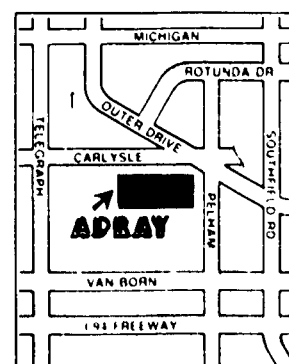 MICHIGAN
ROTUNDA DR
OUTER DRIVE
TELEGRAPH
SOUTHFIELD RD
CARLYSLE
ADRAY
PELHAM
VAN BORN
I 94 FREEWAY